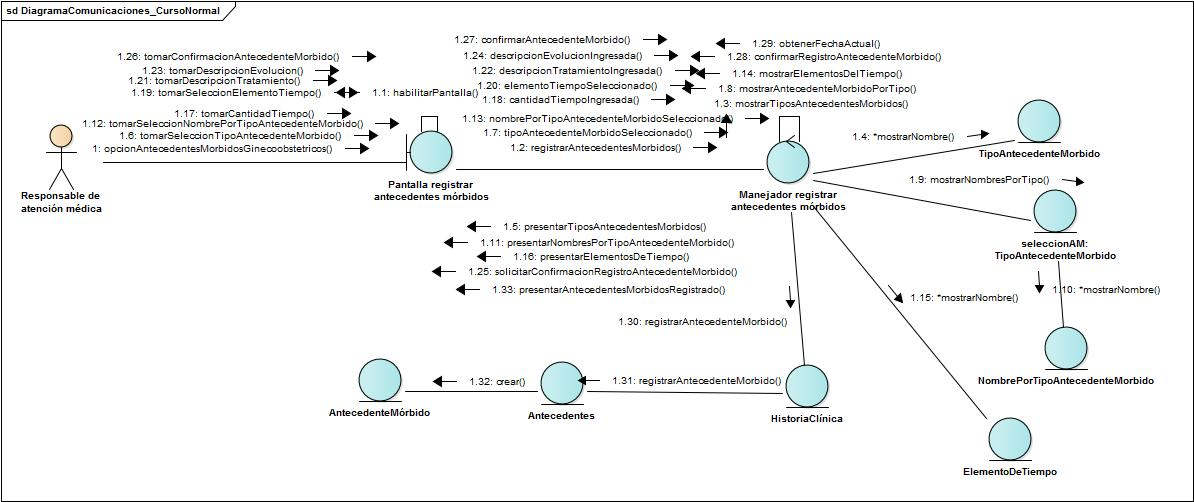 sd DiagramaComunicaciones_CursoNormal
1.27: confirmarAntecedenteMorbido()
1.29: obtenerFechaActual()
1.26: tomarConfirmacionAntecedenteMorbido()
1.24: descripcionEvolucionIngresada()
1.28: confirmarRegistroAntecedenteMorbido()
1.23: tomarDescripcionEvolucion()
1.22: descripcionTratamientoIngresada()
1.14: mostrarElementosDelTiempo()
1.21: tomarDescripcionTratamiento()
1.20: elementoTiempoSeleccionado()
1.8: mostrarAntecedenteMorbidoPorTipo()
1.19: tomarSeleccionElementoTiempo()
1.1: habilitarPantalla()
1.18: cantidadTiempoIngresada()
1.3: mostrarTiposAntecedentesMorbidos()
1.17: tomarCantidadTiempo()
1.13: nombrePorTipoAntecedenteMorbidoSeleccionado()
1.12: tomarSeleccionNombrePorTipoAntecedenteMorbido()
1.6: tomarSeleccionTipoAntecedenteMorbido()
1.7: tipoAntecedenteMorbidoSeleccionado()
1.4: *mostrarNombre()
1: opcionAntecedentesMorbidosGinecoobstetricos()
1.2: registrarAntecedentesMorbidos()
TipoAntecedenteMorbido
1.9: mostrarNombresPorTipo()
Responsable de
atención médica
Pantalla registrar
antecedentes mórbidos
Manejador registrar
antecedentes mórbidos
1.5: presentarTiposAntecedentesMorbidos()
1.11: presentarNombresPorTipoAntecedenteMorbido()
seleccionAM:
TipoAntecedenteMorbido
1.16: presentarElementosDeTiempo()
1.25: solicitarConfirmacionRegistroAntecedenteMorbido()
1.33: presentarAntecedentesMorbidosRegistrado()
1.10: *mostrarNombre()
1.15: *mostrarNombre()
1.30: registrarAntecedenteMorbido()
NombrePorTipoAntecedenteMorbido
1.32: crear()
1.31: registrarAntecedenteMorbido()
AntecedenteMórbido
Antecedentes
HistoriaClínica
ElementoDeTiempo